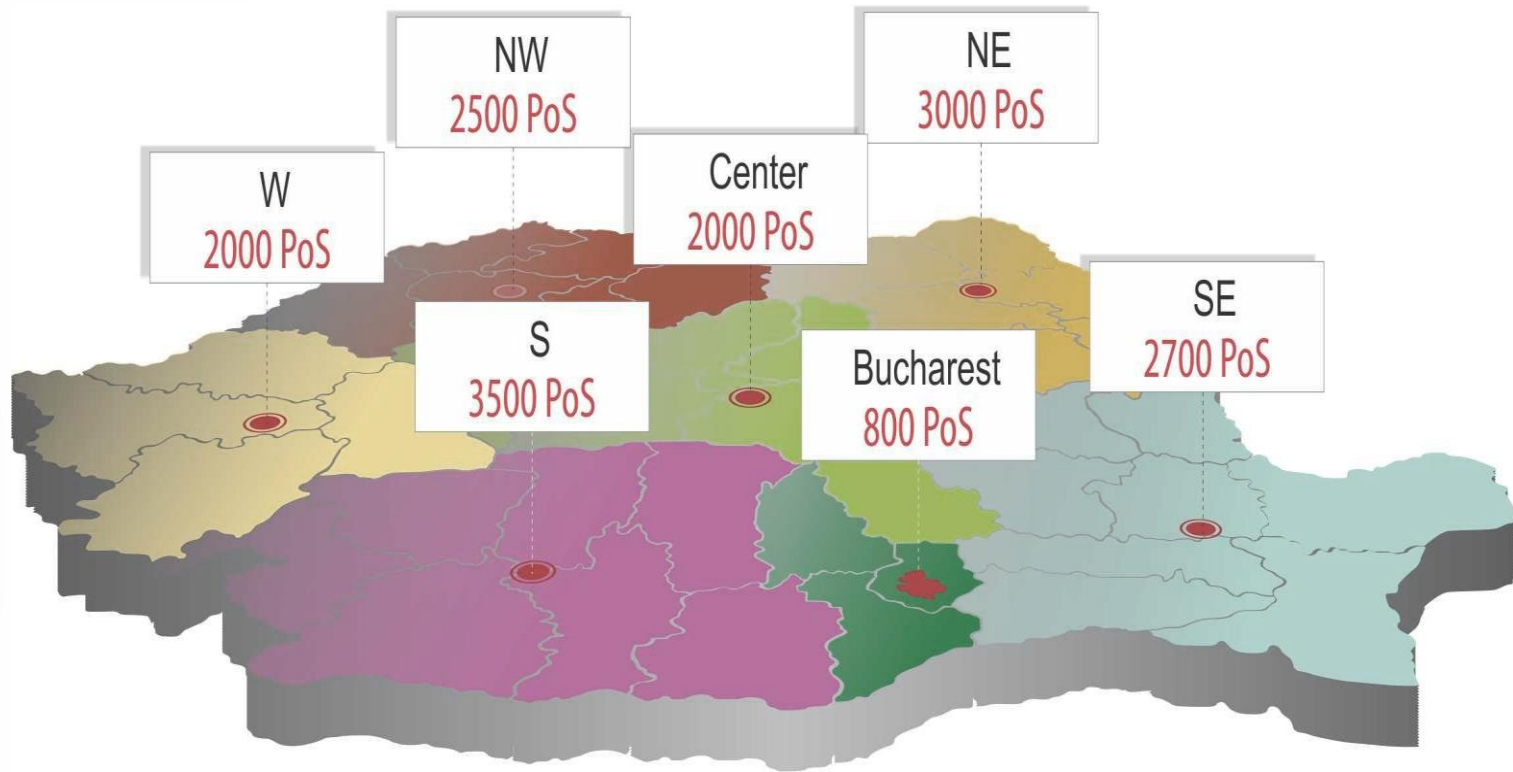 NW
2500 PoS
NE
3000 PoS
W
2000 PoS
Center
2000 PoS
S
3500 PoS
Bucharest
800 PoS
SE
2700 PoS